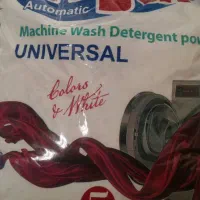 Automatic
Machine Wash Detergent pow
UNIVERSAL
Colors
& White